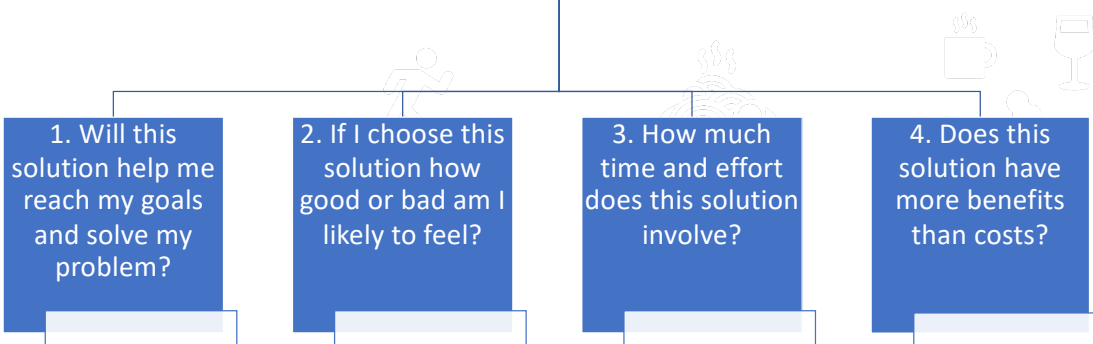 1. Will this
solution help me
reach my goals
and solve my
problem?
2. If I choose this
solution how
good or bad am I
likely to feel?
3. How much
time and effort
does this solution
involve?
4. Does this
solution have
more benefits
than costs?